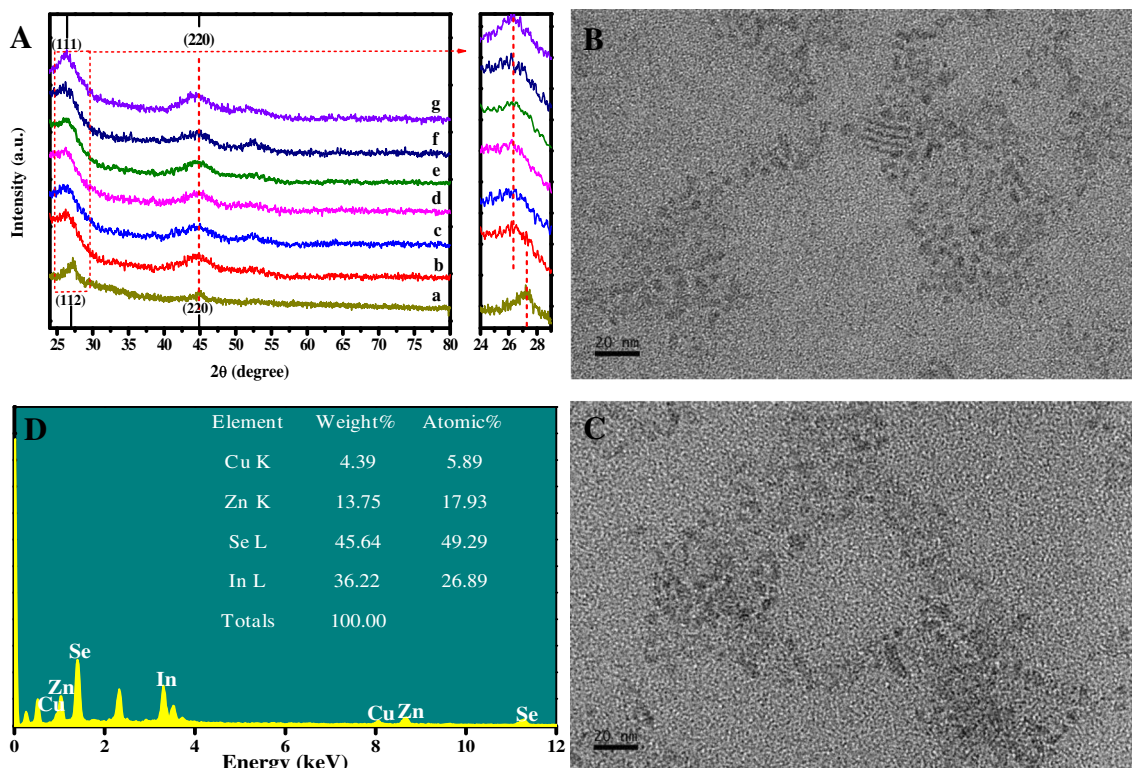 A
(111)
(220)
g
f
e
d
c
b
a
(112)
(220)
Intensity (a.u.)
25 30 35 40 45 50 55 60 65 70 75 80
2θ (degree)
24 26 28
B
20 nm
D
Element Weight% Atomic%
Cu K 4.39 5.89
Zn K 13.75 17.93
Se L 45.64 49.29
In L 36.22 26.89
Totals 100.00
Se
Zn
Cu
In
Cu Zn Se
0 2 4 6 8 10 12
Energy (keV)
C
20 nm